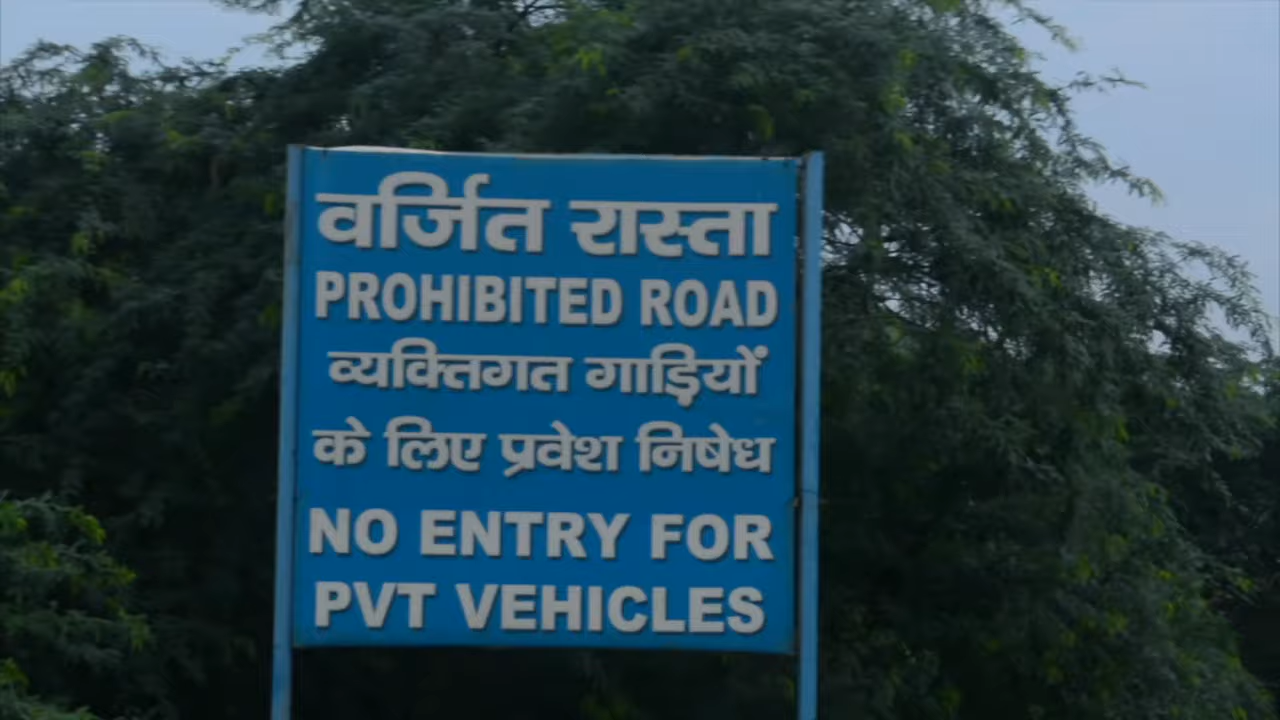 वर्जित रास्ता
PROHIBITED ROAD
व्यक्तिगत गाड़ियों
के लिए प्रवेश निषेध
NO ENTRY FOR
PVT VEHICLES